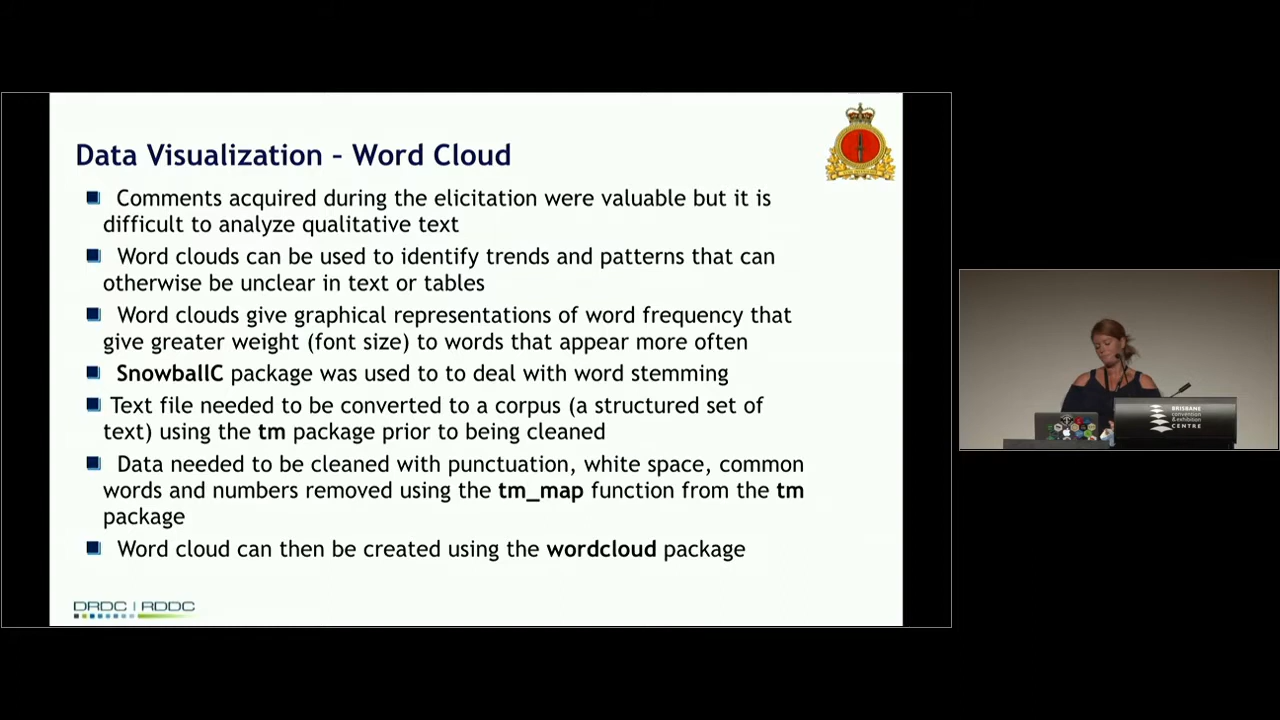 Data Visualization – Word Cloud
Comments acquired during the elicitation were valuable but it is
difficult to analyze qualitative text
Word clouds can be used to identify trends and patterns that can
otherwise be unclear in text or tables
Word clouds give graphical representations of word frequency that
give greater weight (font size) to words that appear more often
SnowballC package was used to to deal with word stemming
Text file needed to be converted to a corpus (a structured set of
text) using the tm package prior to being cleaned
Data needed to be cleaned with punctuation, white space, common
words and numbers removed using the tm_map function from the tm
package
Word cloud can then be created using the wordcloud package
DRDC | RDDC
BRISBANE
convention
& exhibition
CENTRE